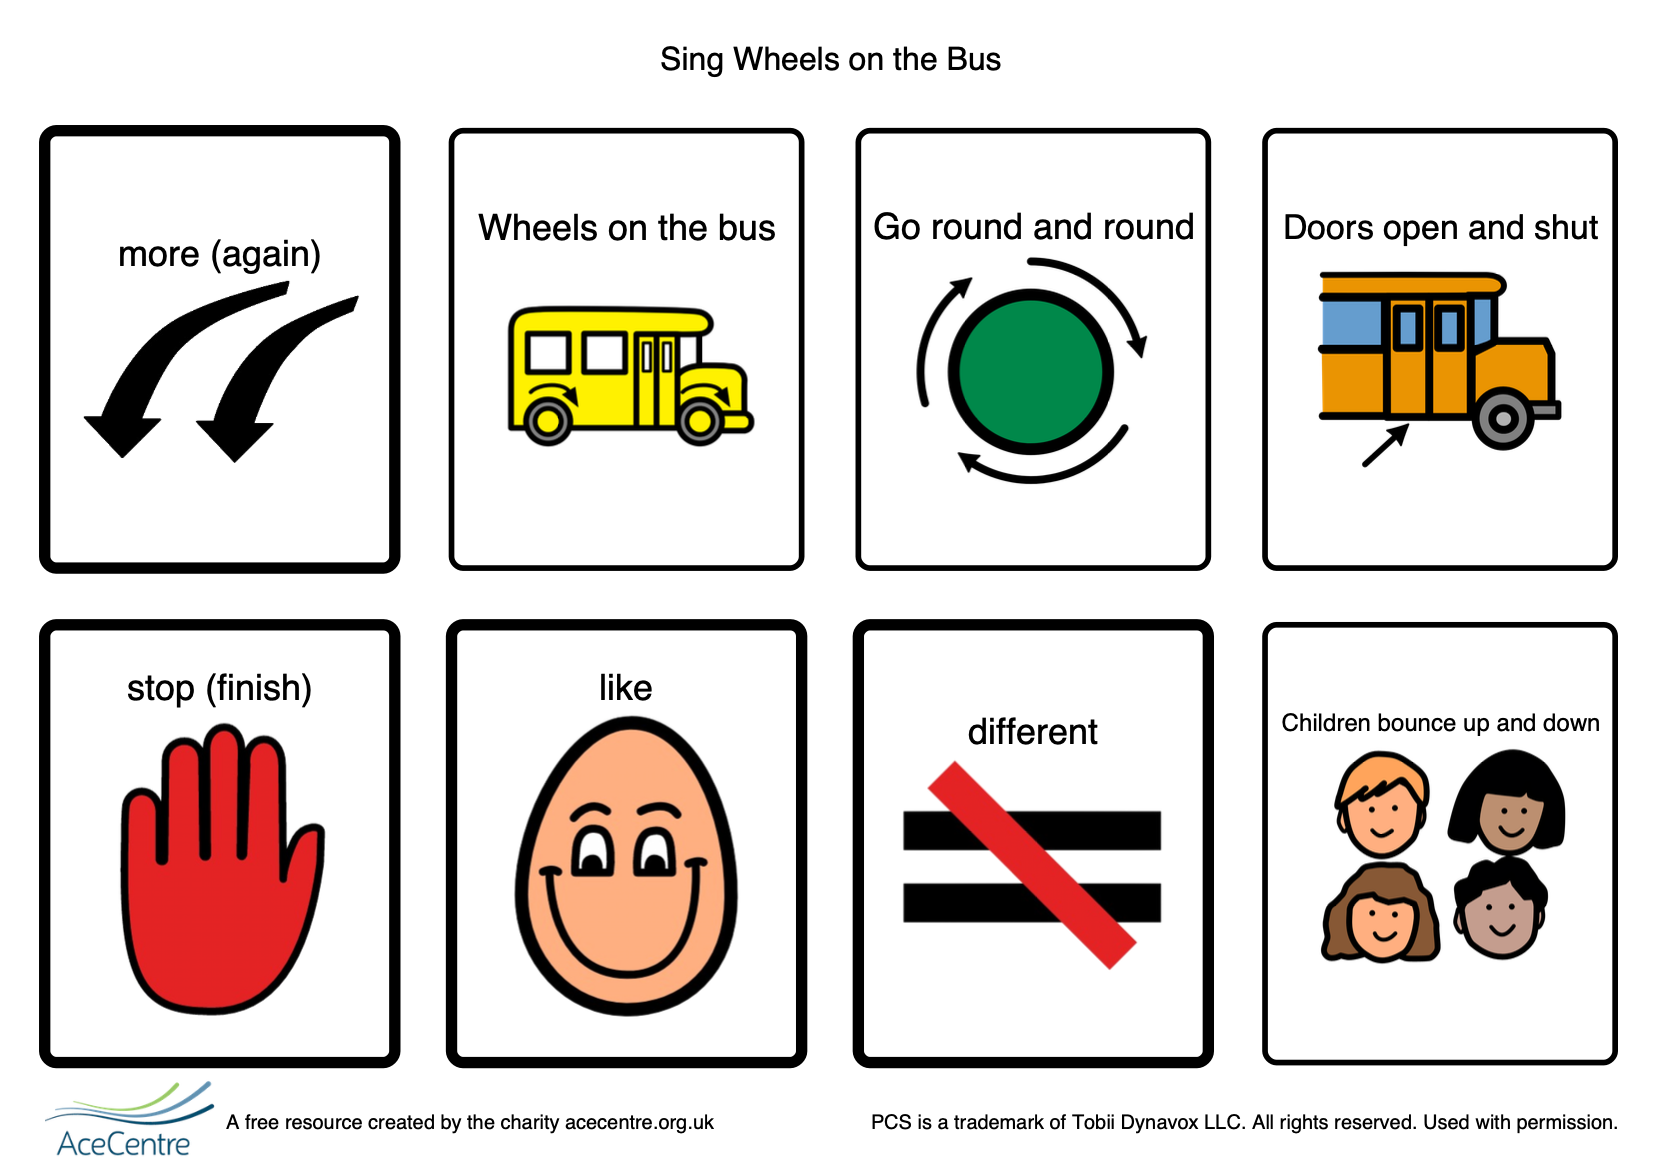 Sing Wheels on the Bus
more (again)
Wheels on the bus
Go round and round
Doors open and shut
stop (finish)
like
different
Children bounce up and down
AceCentre
A free resource created by the charity acecentre.org.uk
PCS is a trademark of Tobii Dynavox LLC. All rights reserved. Used with permission.